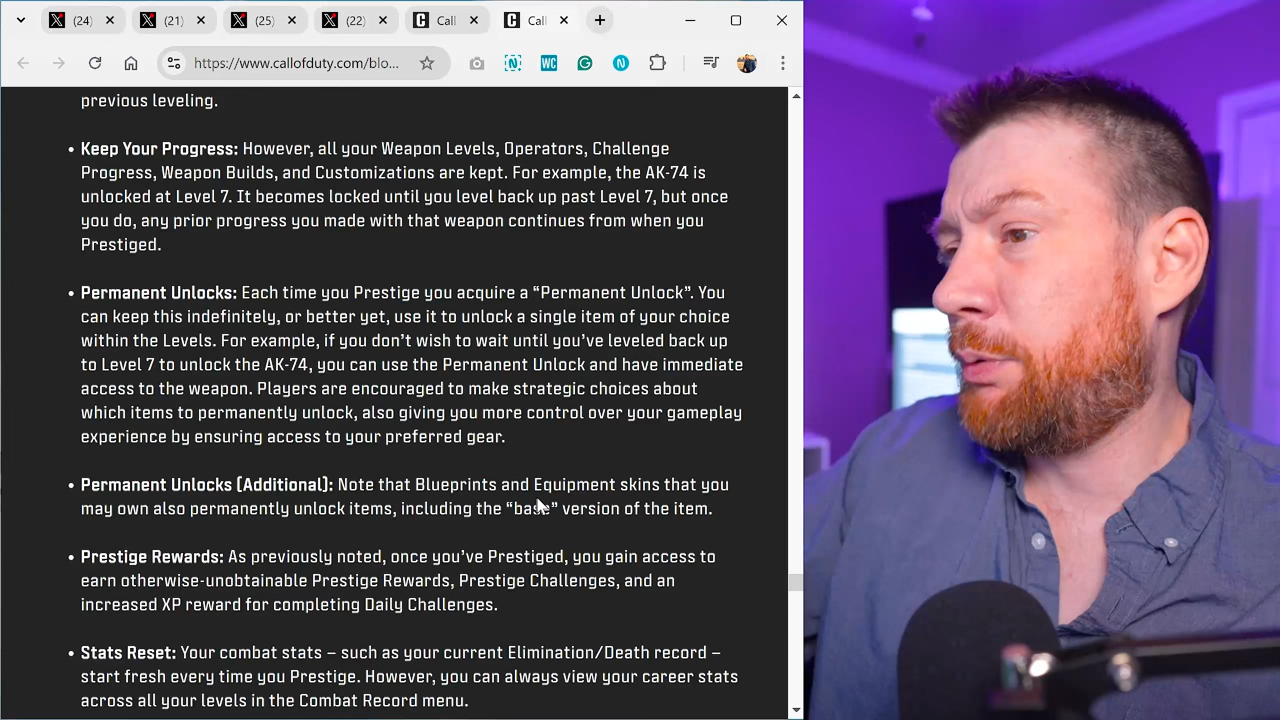 (24)
(21)
(25)
(22)
Call
Call
https://www.callofduty.com/blo...
WC
previous leveling.
• Keep Your Progress: However, all your Weapon Levels, Operators, Challenge
Progress, Weapon Builds, and Customizations are kept. For example, the AK-74 is
unlocked at Level 7. It becomes locked until you level back up past Level 7, but once
you do, any prior progress you made with that weapon continues from when you
Prestiged.
• Permanent Unlocks: Each time you Prestige you acquire a “Permanent Unlock”. You
can keep this indefinitely, or better yet, use it to unlock a single item of your choice
within the Levels. For example, if you don’t wish to wait until you’ve leveled back up
to Level 7 to unlock the AK-74, you can use the Permanent Unlock and have immediate
access to the weapon. Players are encouraged to make strategic choices about
which items to permanently unlock, also giving you more control over your gameplay
experience by ensuring access to your preferred gear.
• Permanent Unlocks (Additional): Note that Blueprints and Equipment skins that you
may own also permanently unlock items, including the “base” version of the item.
• Prestige Rewards: As previously noted, once you’ve Prestiged, you gain access to
earn otherwise-unobtainable Prestige Rewards, Prestige Challenges, and an
increased XP reward for completing Daily Challenges.
• Stats Reset: Your combat stats – such as your current Elimination/Death record –
start fresh every time you Prestige. However, you can always view your career stats
across all your levels in the Combat Record menu.